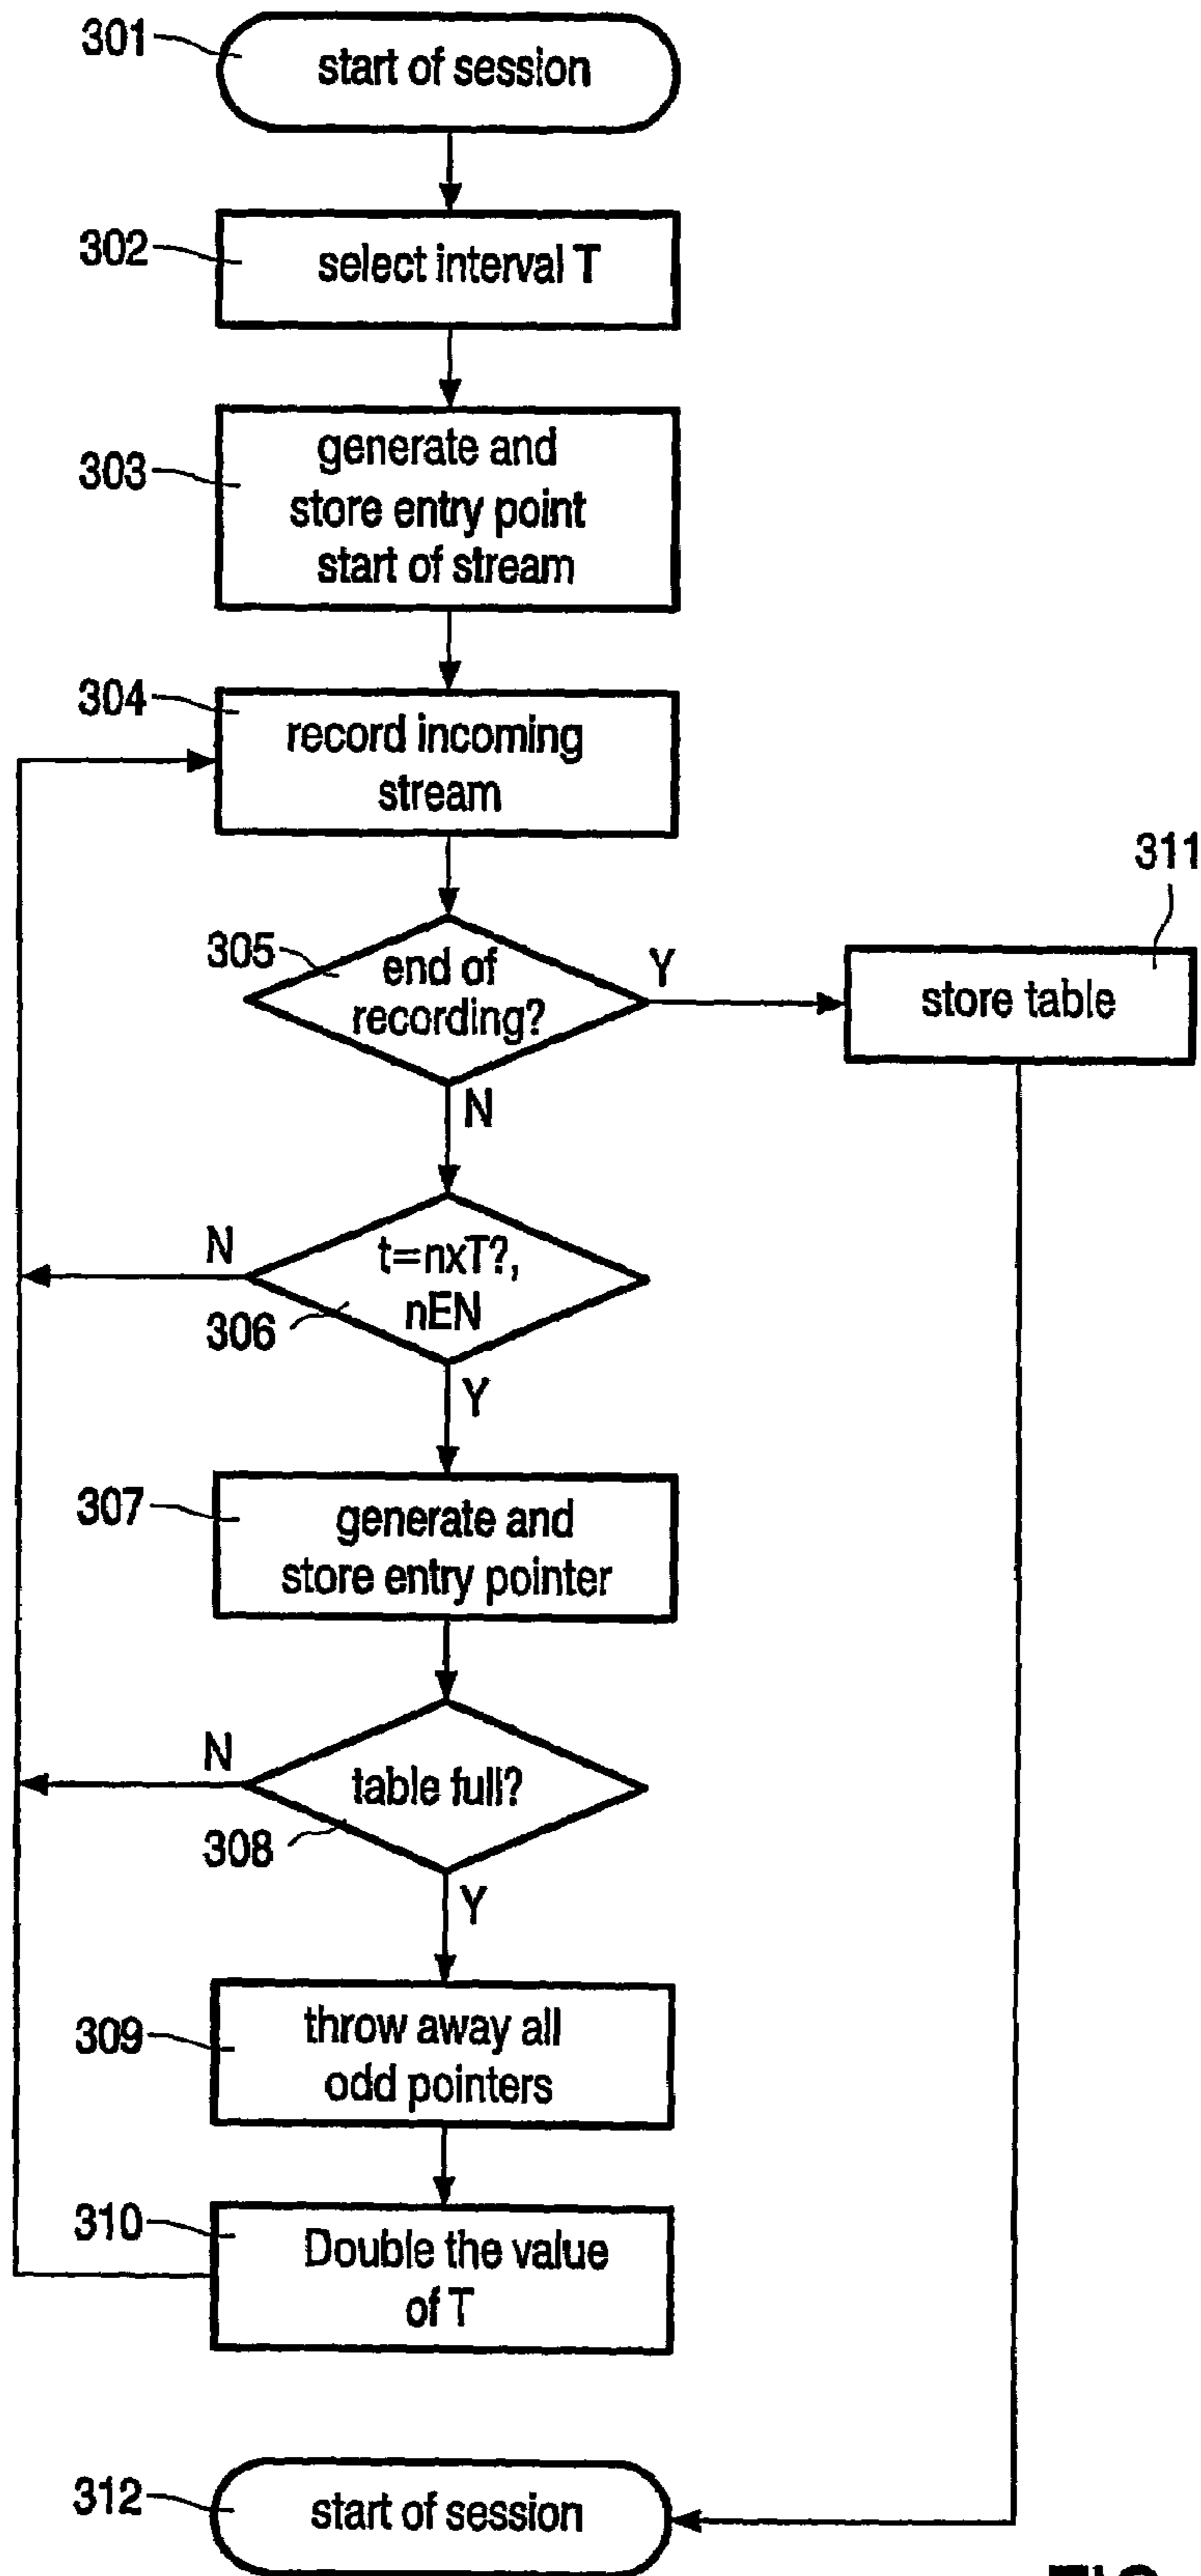 301
start of session
302
select interval T
303
generate and
store entry point
start of stream
304
record incoming
stream
305
end of
recording?
Y
N
311
store table
306
t=nxT?,
nEN
N
Y
307
generate and
store entry pointer
308
table full?
N
Y
309
throw away all
odd pointers
310
Double the value
of T
312
start of session